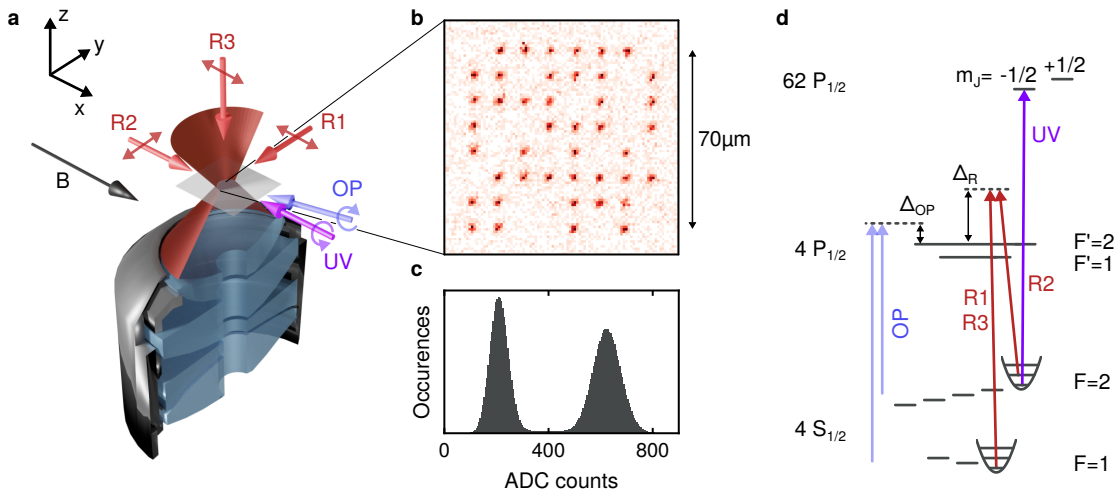 a
z
y
x
R3
R2
R1
B
OP
UV
b
70μm
c
Occurences
0
400
800
ADC counts
d
62 P1/2
mJ= -1/2 +1/2
UV
ΔR
ΔOP
4 P1/2
F'=2
F'=1
R1
R3
R2
OP
F=2
4 S1/2
F=1